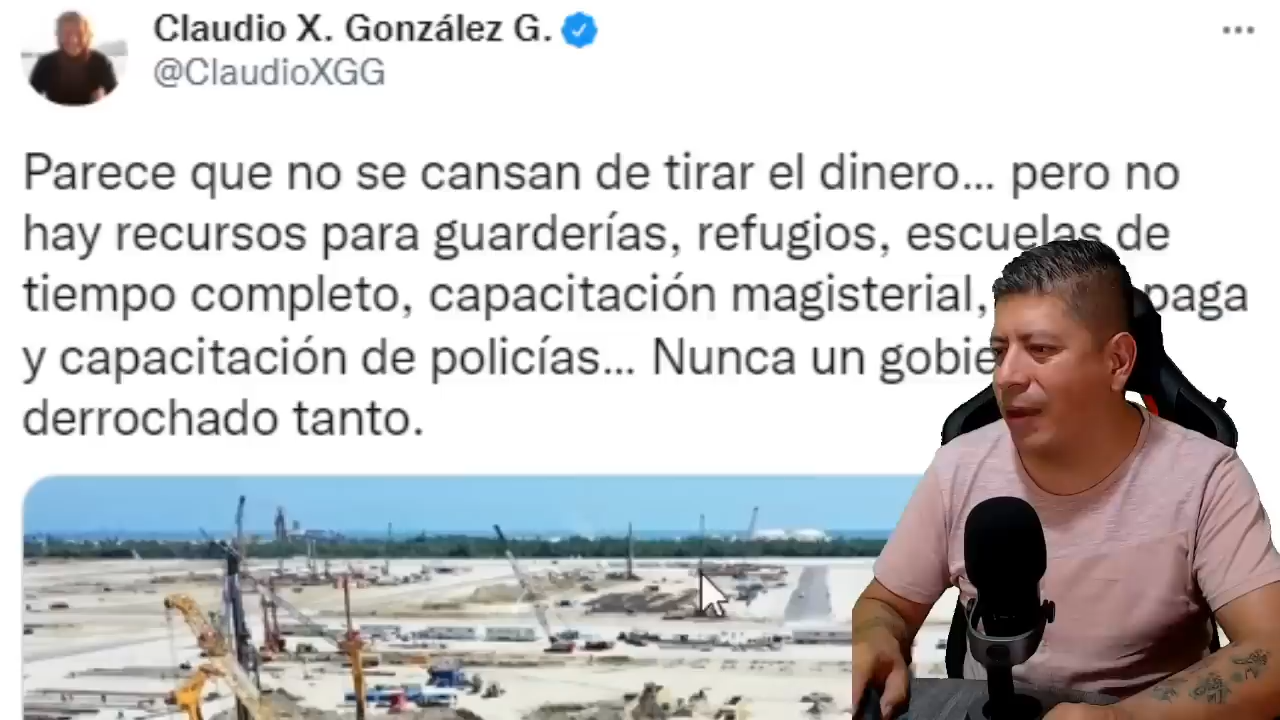 Claudio X. González G.
@ClaudioXGG
Parece que no se cansan de tirar el dinero... pero no
hay recursos para guarderías, refugios, escuelas de
tiempo completo, capacitación magisterial, paga
y capacitación de policías... Nunca un
derrochado tanto.